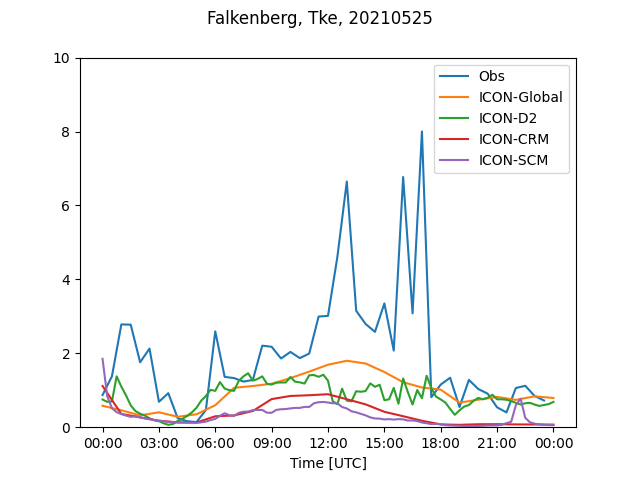 Falkenberg, Tke, 20210525
10
8
6
4
2
0
Obs
ICON-Global
ICON-D2
ICON-CRM
ICON-SCM
00:00 03:00 06:00 09:00 12:00 15:00 18:00 21:00 00:00
Time [UTC]